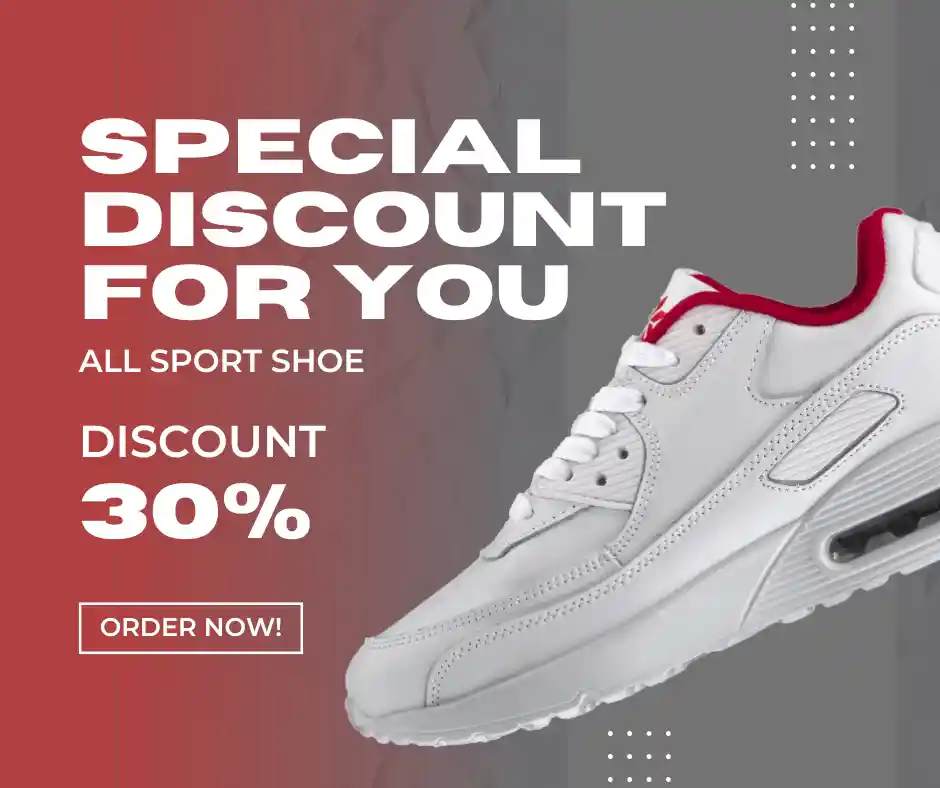 SPECIAL
DISCOUNT
FOR YOU
ALL SPORT SHOE
DISCOUNT
30%
ORDER NOW!